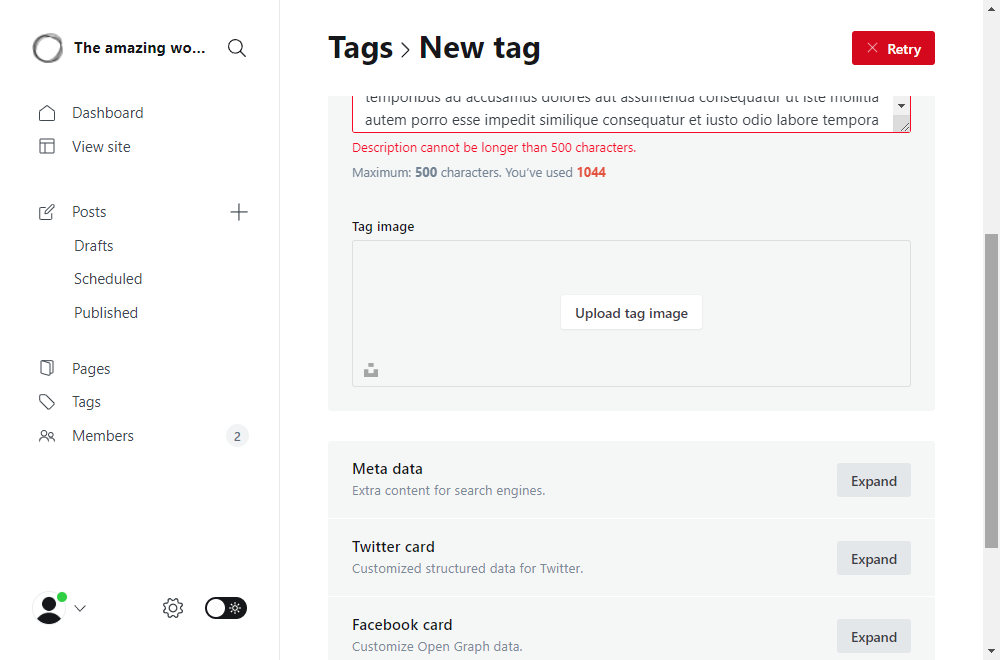 The amazing wo...
Dashboard
View site
Posts
Drafts
Scheduled
Published
Pages
Tags
Members
2
Tags > New tag
Retry
temporibus ad accusamus dolores aut assumenda consequatur ut iste mollitia
autem porro esse impedit similique consequatur et iusto odio labore tempora
Description cannot be longer than 500 characters.
Maximum: 500 characters. You’ve used 1044
Tag image
Upload tag image
Meta data
Extra content for search engines.
Expand
Twitter card
Customized structured data for Twitter.
Expand
Facebook card
Customize Open Graph data.
Expand